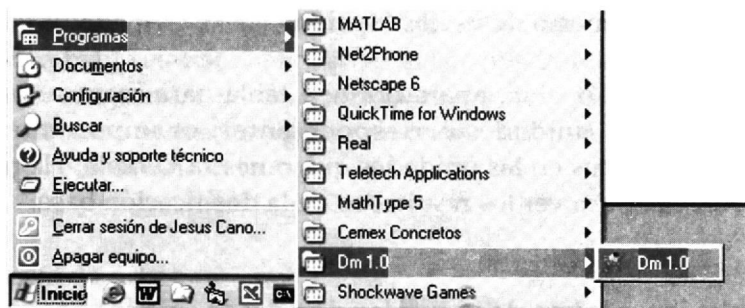 Programas
Documentos
Configuración
Buscar
Ayuda y soporte técnico
Ejecutar...
Cerrar sesión de Jesus Cano...
Apagar equipo...
Inicio
MATLAB
Net2Phone
Netscape 6
QuickTime for Windows
Real
Teletech Applications
MathType 5
Cemex Concretos
Dm 1.0
Shockwave Games
Dm 1.0